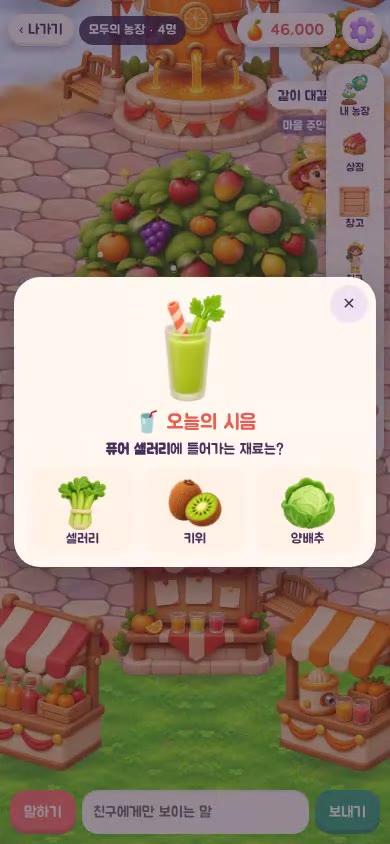 ‹ 나가기
모두의 농장 · 4명
46,000
같이 대결
마을 주민
내 농장
상점
창고
×
오늘의 시음
퓨어 셀러리에 들어가는 재료는?
셀러리
키위
양배추
말하기
친구에게만 보이는 말
보내기